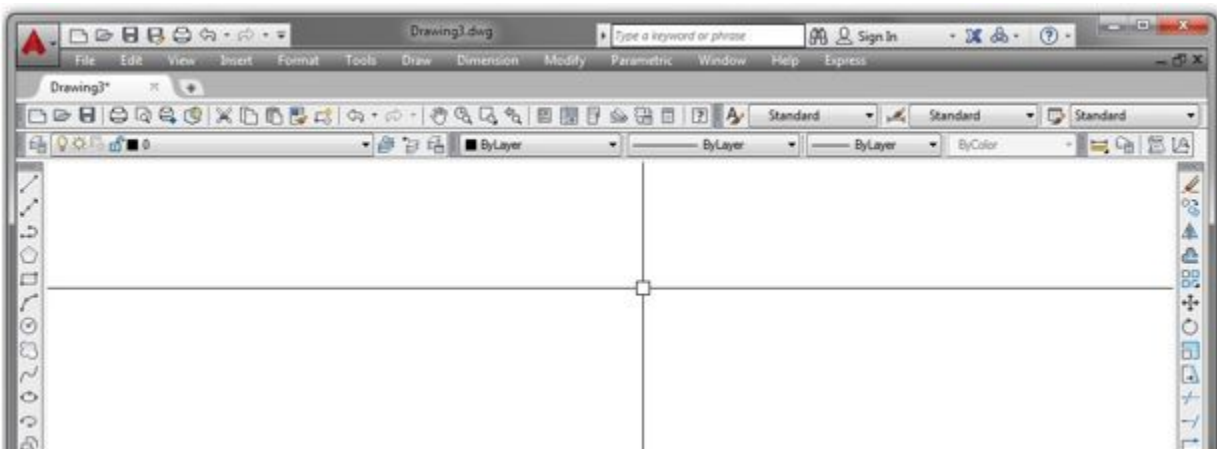 Drawing3.dwg Type a keyword or phrase Sign In
File Edit View Insert Format Tools Draw Dimension Modify Parametric Window Help Express
Drawing3*
Standard Standard Standard
0 ByLayer ByLayer ByLayer ByColor